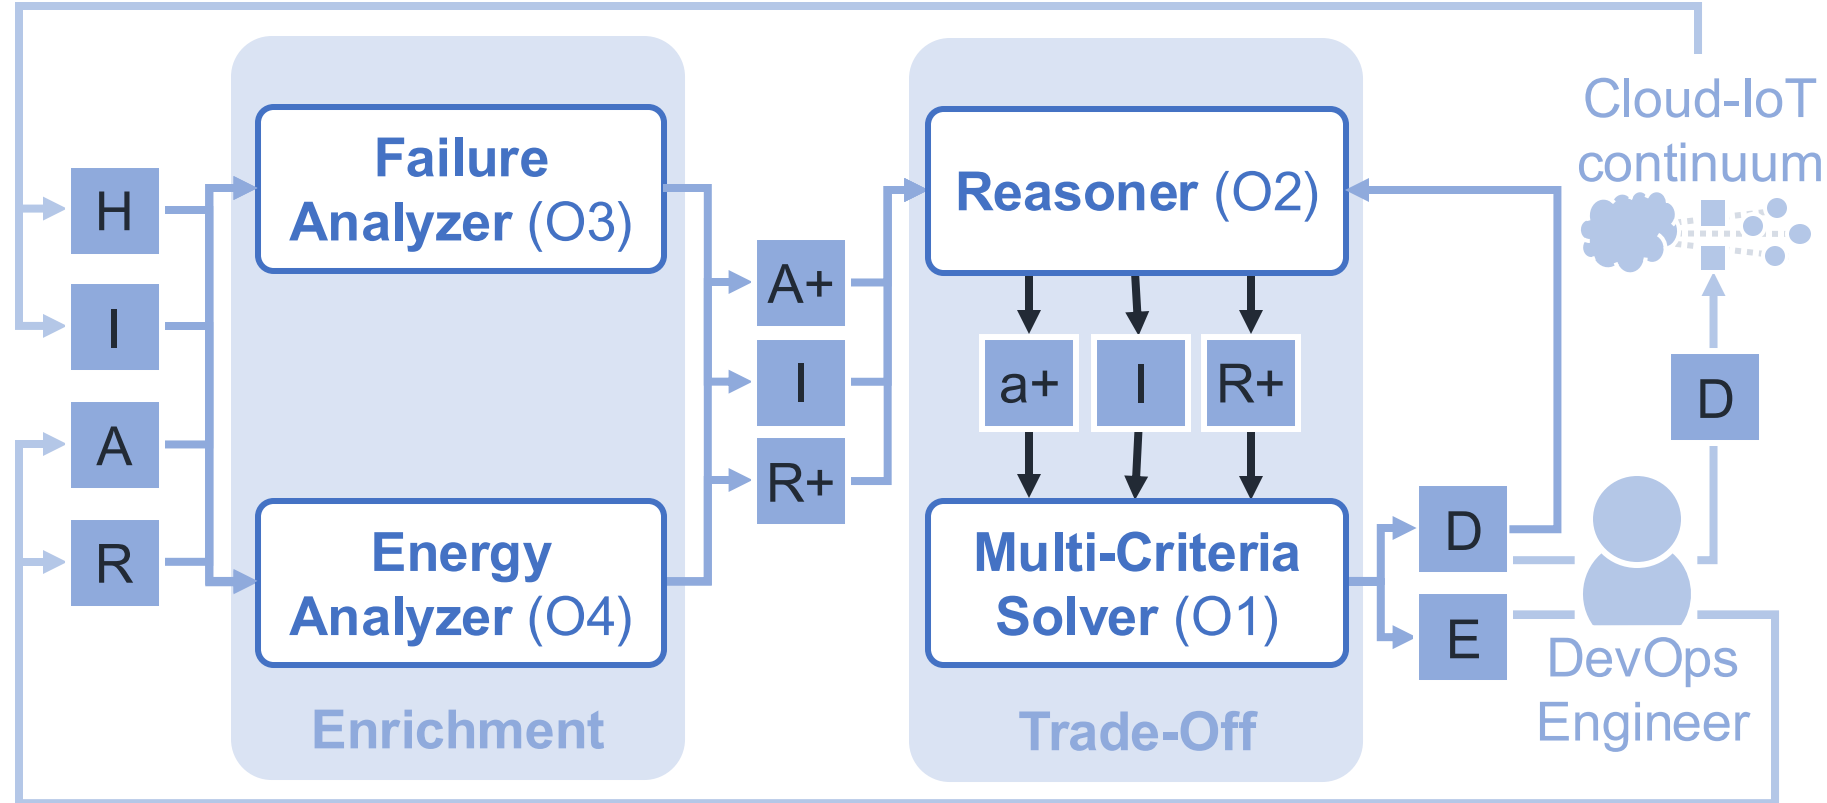 H
I
A
R
Failure
Analyzer (O3)
Energy
Analyzer (O4)
Enrichment
A+
I
R+
Reasoner (O2)
a+
I
R+
Multi-Criteria
Solver (O1)
Trade-Off
D
E
Cloud-IoT
continuum
D
DevOps
Engineer